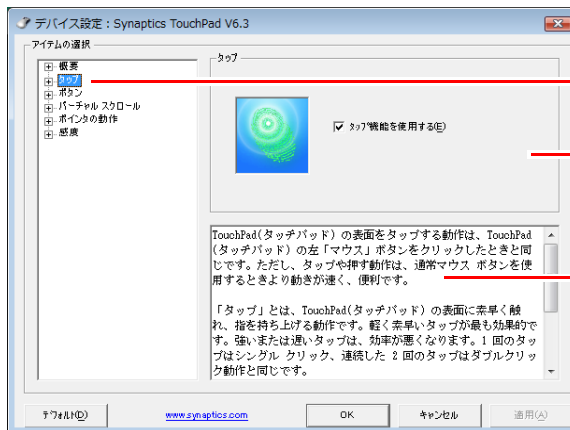 デバイス設定：Synaptics TouchPad V6.3
アイテムの選択
概要
タップ
ボタン
バーチャル スクロール
ポインタの動作
感度
タップ
タップ機能を使用する(E)
TouchPad(タッチパッド) の表面をタップする動作は、TouchPad
(タッチパッド) の左「マウス」ボタンをクリックしたときと同
じです。ただし、タップや押す動作は、通常マウス ボタンを使
用するときより動きが速く、便利です。
「タップ」とは、TouchPad(タッチパッド) の表面に素早く触
れ、指を持ち上げる動作です。軽く素早いタップが最も効果的で
す。強いまたは遅いタップは、効率が悪くなります。1 回のタッ
プはシングル クリック、連続した 2 回のタップはダブルクリッ
ク動作と同じです。
デフォルト(D)
www.synaptics.com
OK
キャンセル
適用(A)